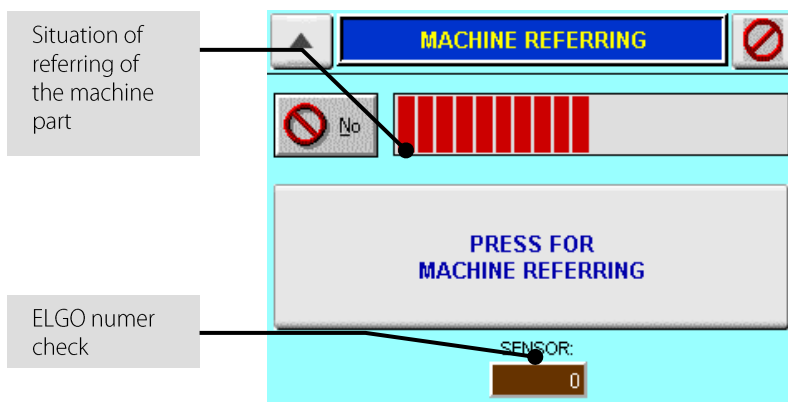 Situation of
referring of
the machine
part
MACHINE REFERRING
No
PRESS FOR
MACHINE REFERRING
ELGO numer
check
SENSOR:
0